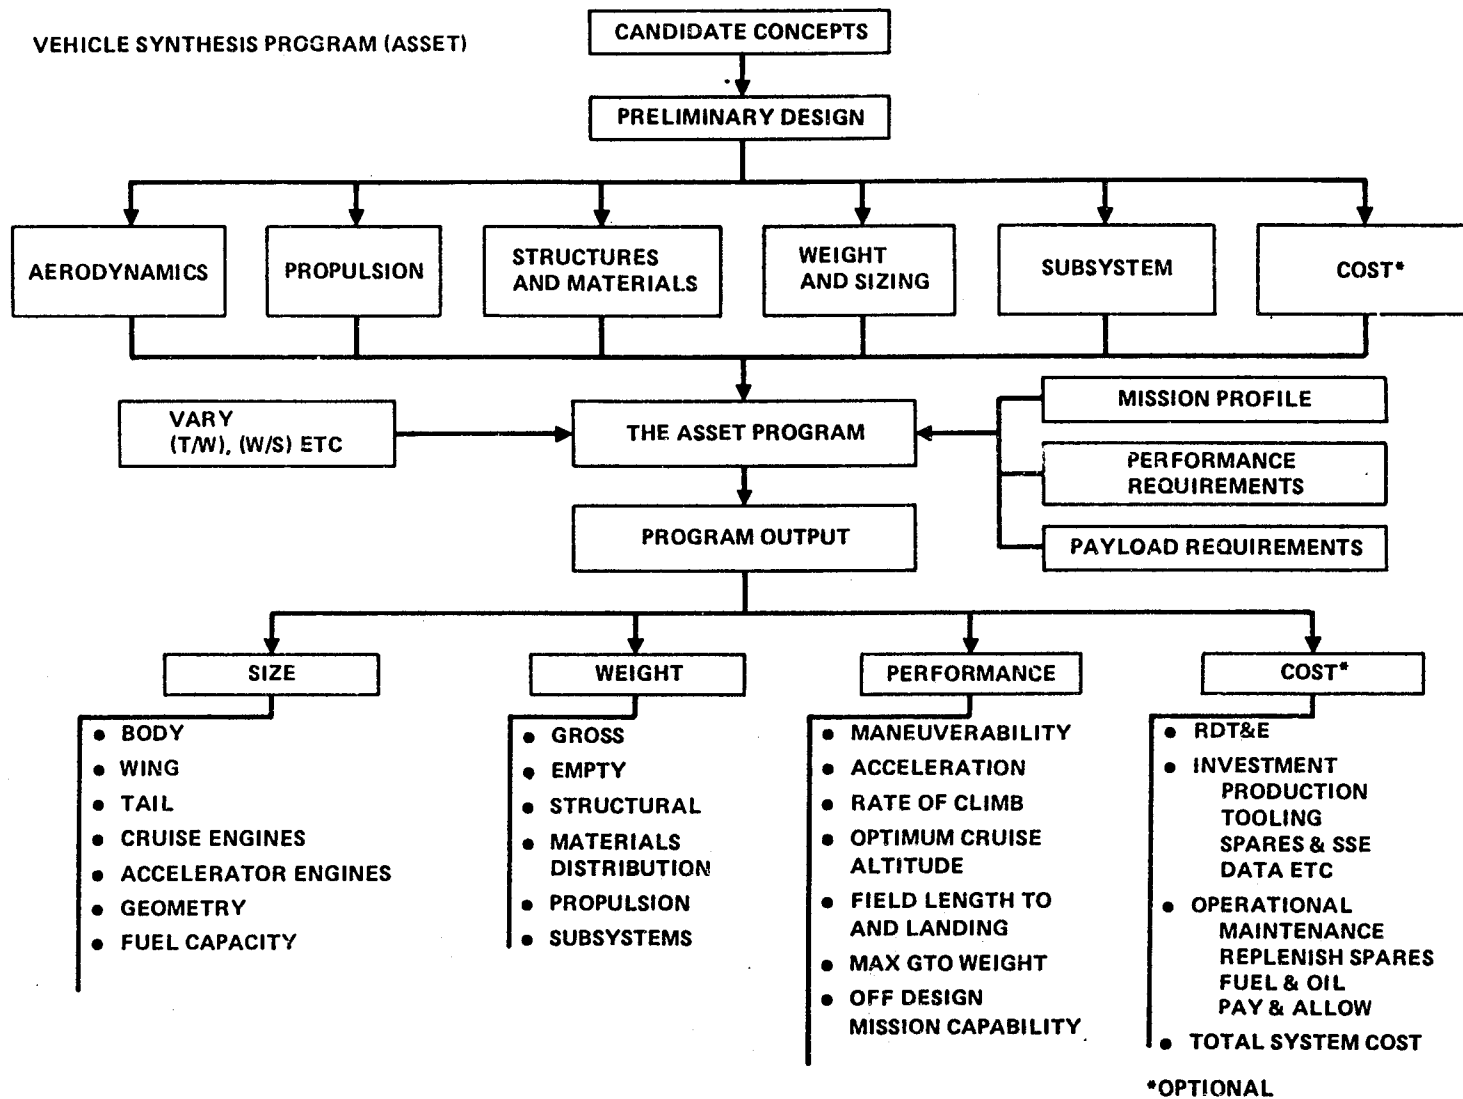 VEHICLE SYNTHESIS PROGRAM (ASSET)
CANDIDATE CONCEPTS
PRELIMINARY DESIGN
AERODYNAMICS
PROPULSION
STRUCTURES
AND MATERIALS
WEIGHT
AND SIZING
SUBSYSTEM
COST*
VARY
(T/W), (W/S) ETC
THE ASSET PROGRAM
MISSION PROFILE
PERFORMANCE
REQUIREMENTS
PAYLOAD REQUIREMENTS
PROGRAM OUTPUT
SIZE
• BODY
• WING
• TAIL
• CRUISE ENGINES
• ACCELERATOR ENGINES
• GEOMETRY
• FUEL CAPACITY
WEIGHT
• GROSS
• EMPTY
• STRUCTURAL
• MATERIALS
DISTRIBUTION
• PROPULSION
• SUBSYSTEMS
PERFORMANCE
• MANEUVERABILITY
• ACCELERATION
• RATE OF CLIMB
• OPTIMUM CRUISE
ALTITUDE
• FIELD LENGTH TO
AND LANDING
• MAX GTO WEIGHT
• OFF DESIGN
MISSION CAPABILITY
COST*
• RDT&E
• INVESTMENT
PRODUCTION
TOOLING
SPARES & SSE
DATA ETC
• OPERATIONAL
MAINTENANCE
REPLENISH SPARES
FUEL & OIL
PAY & ALLOW
• TOTAL SYSTEM COST
*OPTIONAL